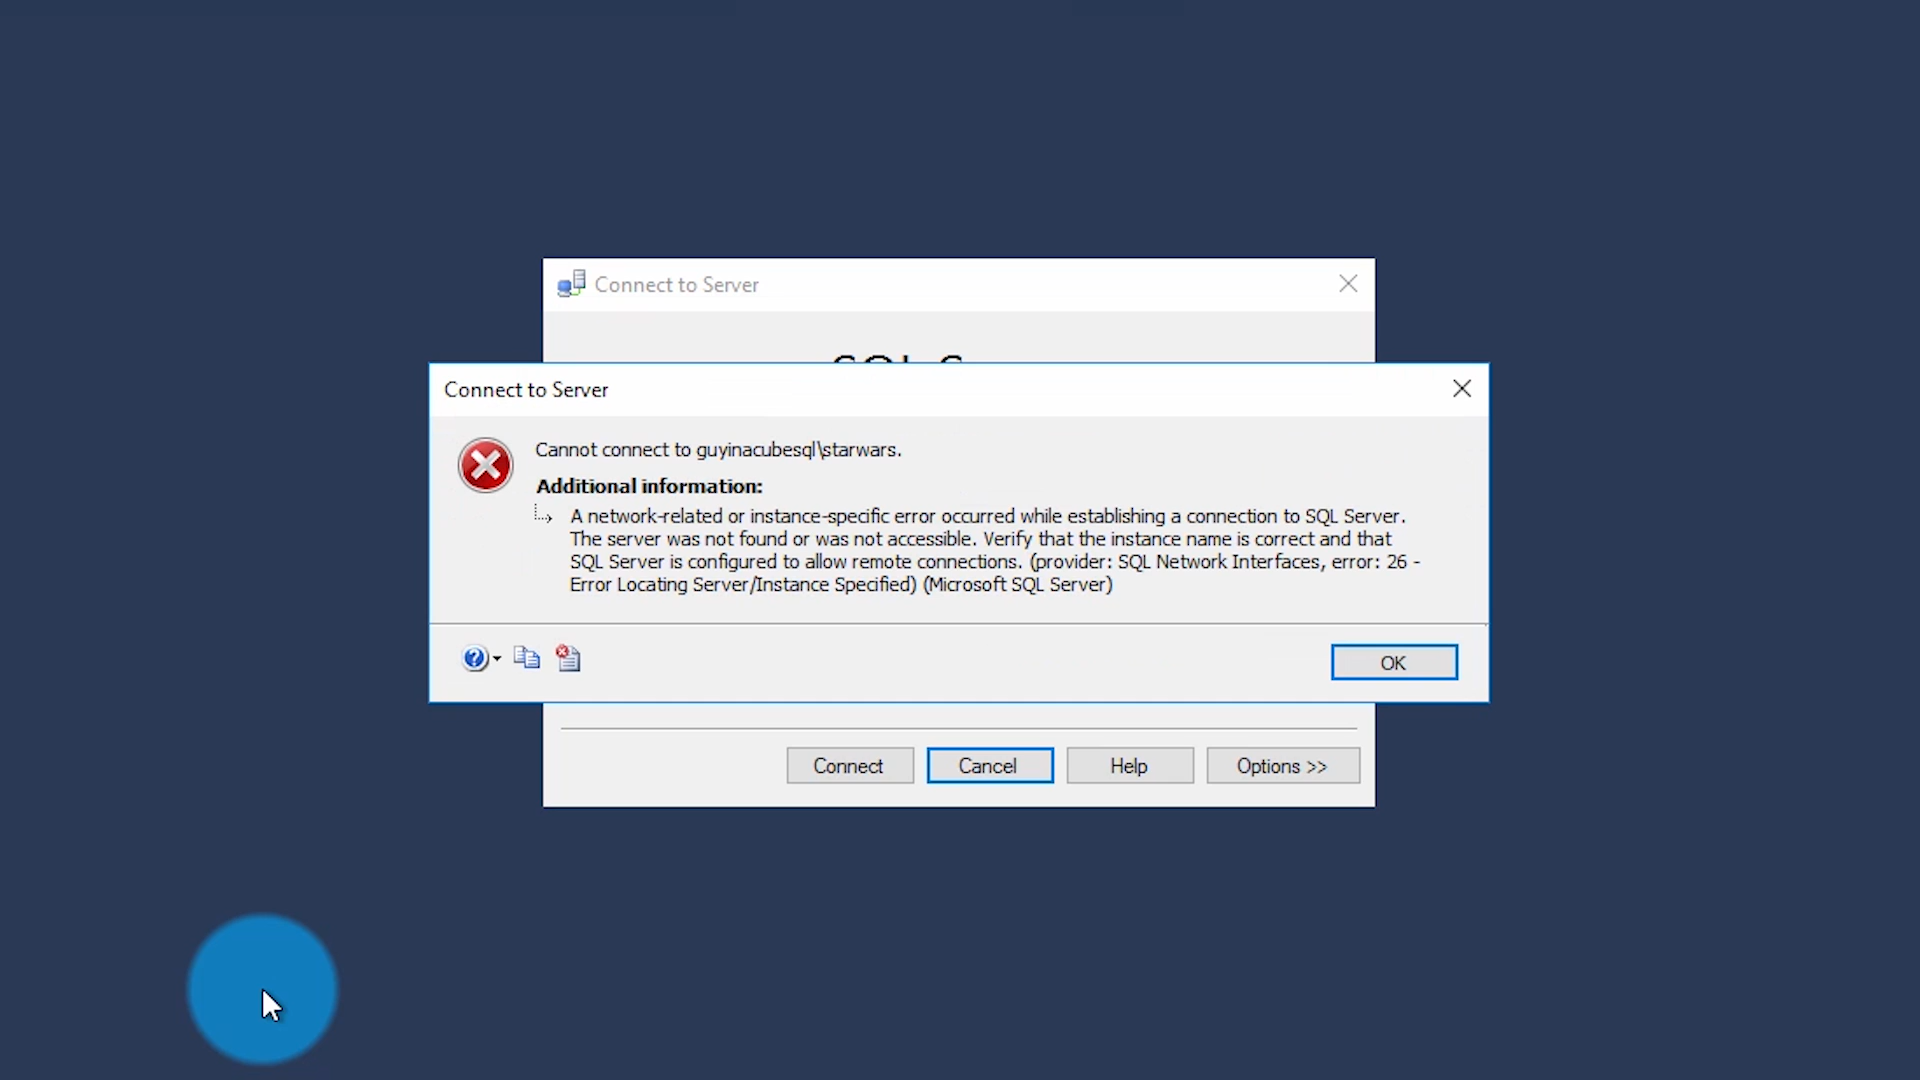 Connect to Server
Connect to Server
Cannot connect to guyinacubesql\starwars.
Additional information:
A network-related or instance-specific error occurred while establishing a connection to SQL Server.
The server was not found or was not accessible. Verify that the instance name is correct and that
SQL Server is configured to allow remote connections. (provider: SQL Network Interfaces, error: 26 -
Error Locating Server/Instance Specified) (Microsoft SQL Server)
OK
Connect
Cancel
Help
Options >>